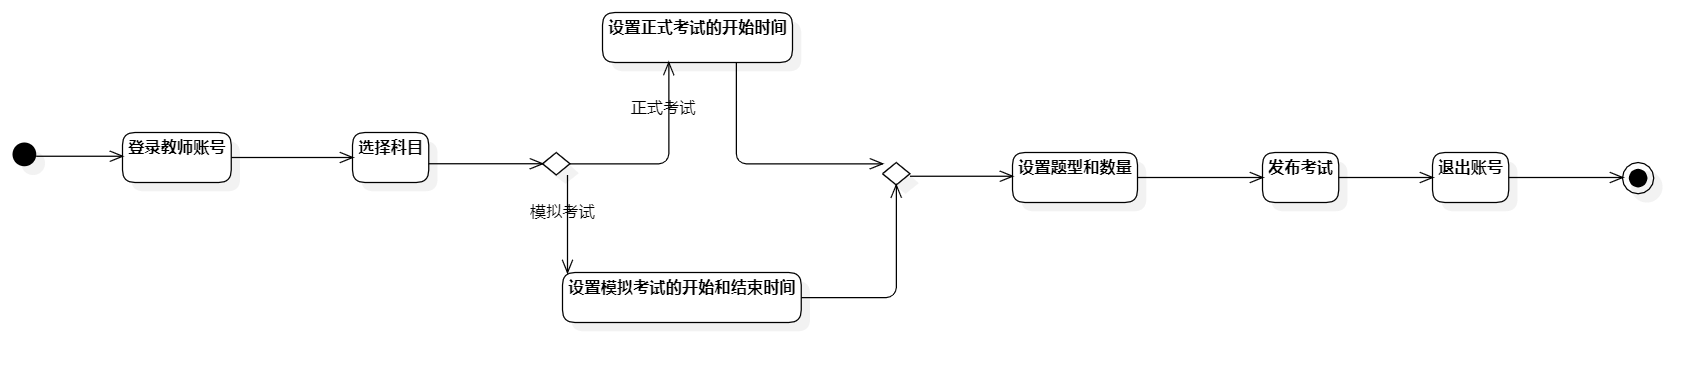 设置正式考试的开始时间
正式考试
登录教师账号
选择科目
模拟考试
设置模拟考试的开始和结束时间
设置题型和数量
发布考试
退出账号